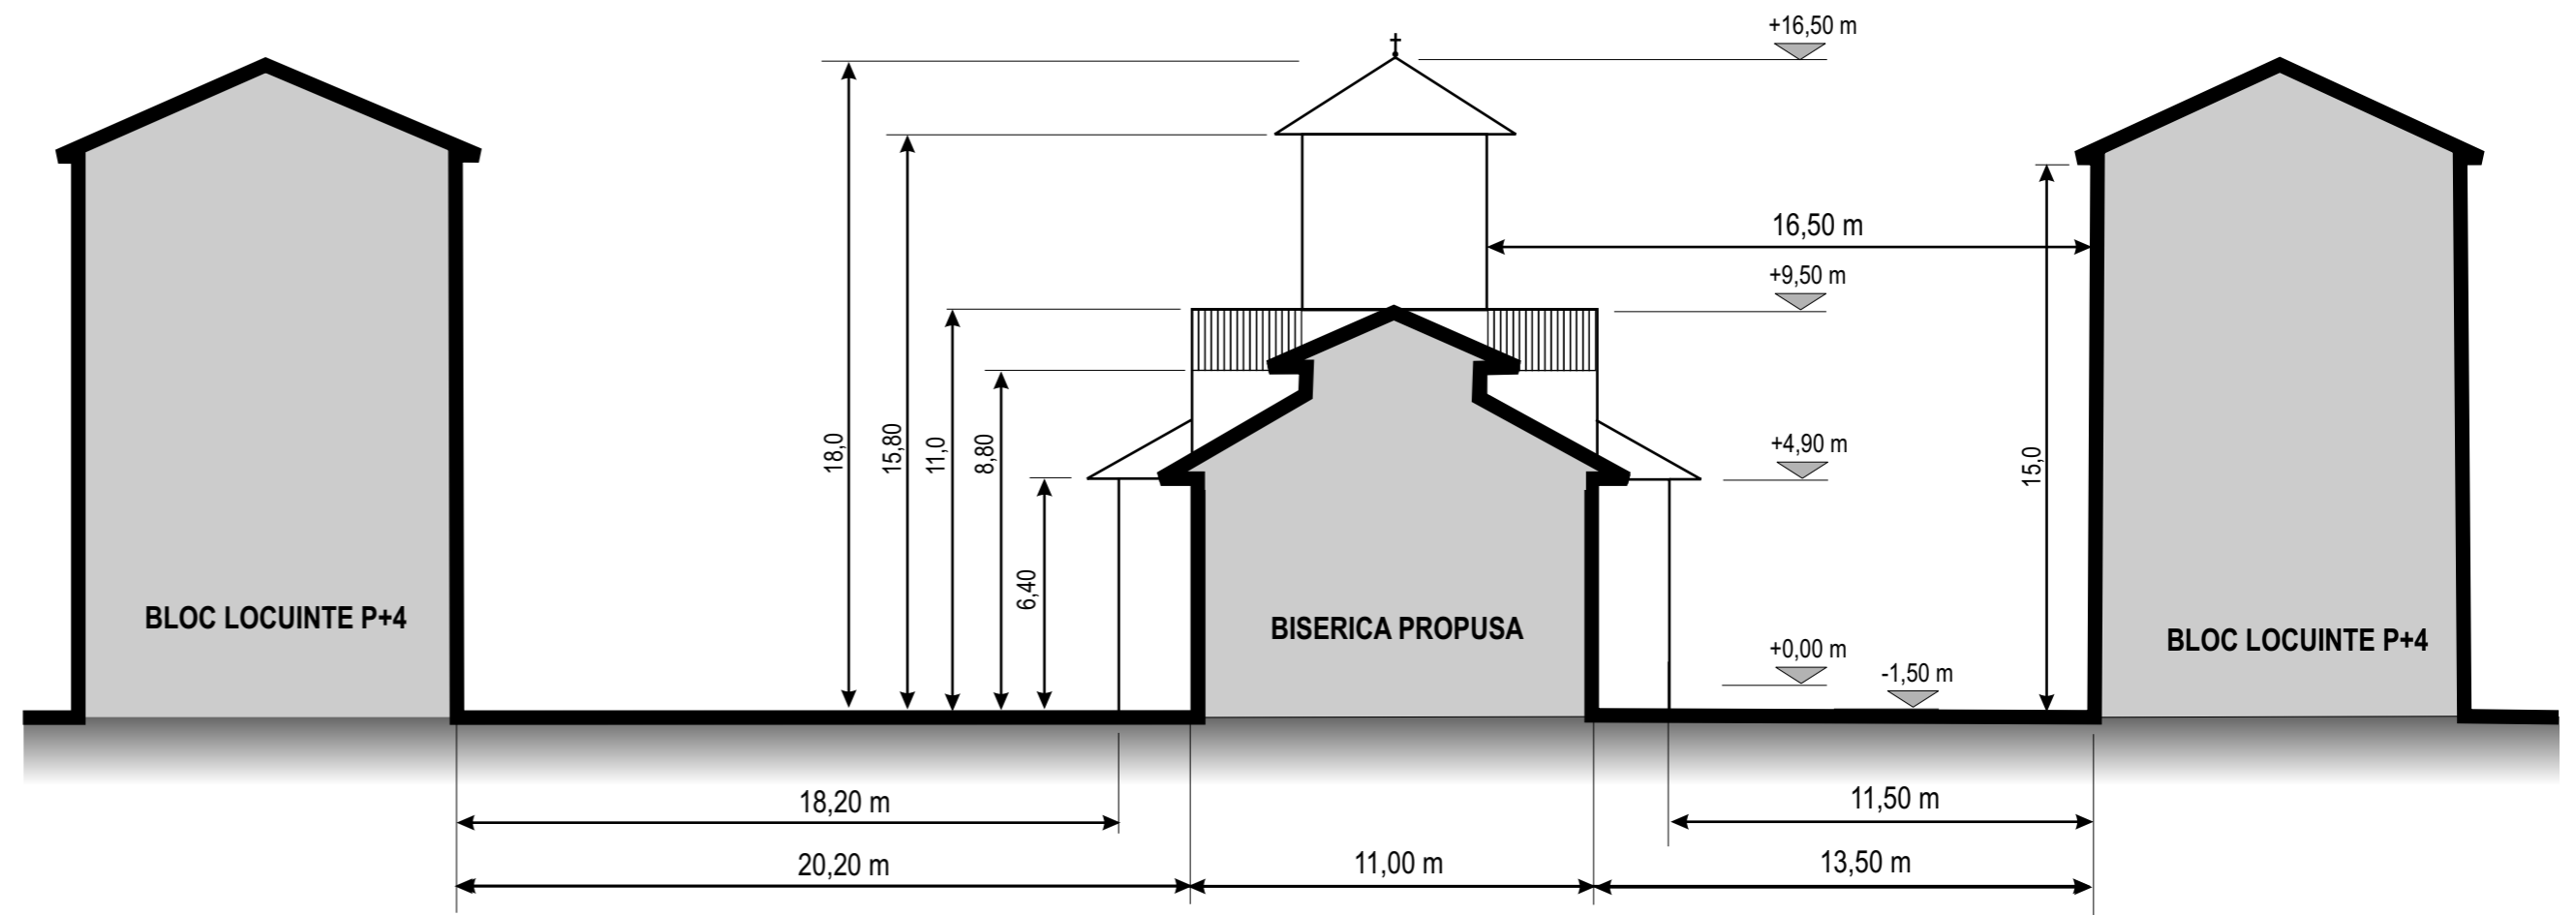 +16,50 m
16,50 m
+9,50 m
18,0
15,80
11,0
8,80
+4,90 m
15,0
6,40
BLOC LOCUINTE P+4
BISERICA PROPUSA
+0,00 m
BLOC LOCUINTE P+4
-1,50 m
18,20 m
11,50 m
20,20 m
11,00 m
13,50 m